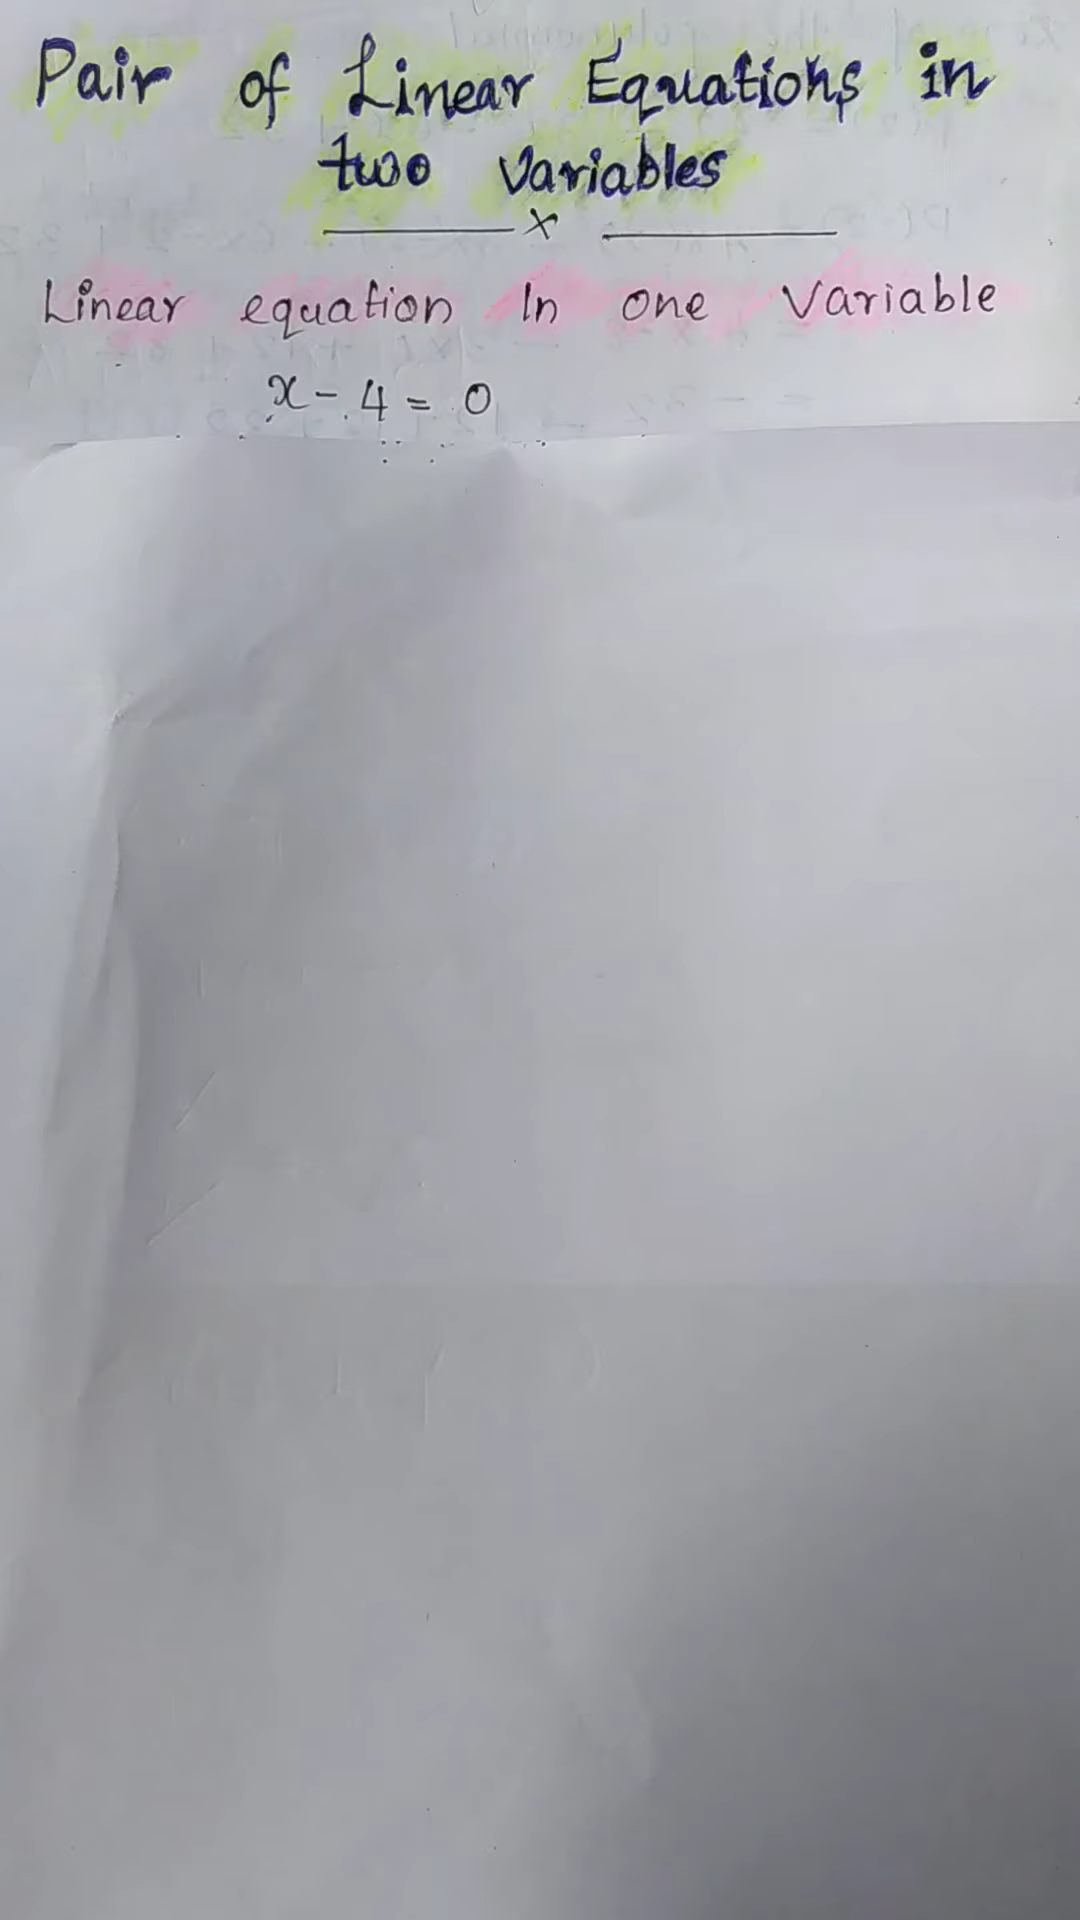 Pair of Linear Equations in
two variables
x
Linear equation In one Variable
x - 4 = 0